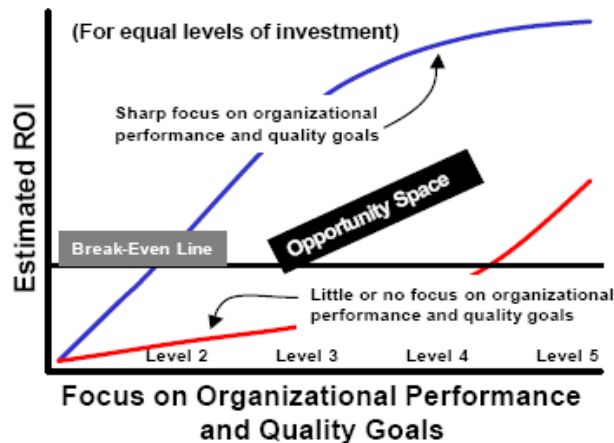 (For equal levels of investment)
Sharp focus on organizational
performance and quality goals
Estimated ROI
Opportunity Space
Break-Even Line
Little or no focus on organizational
performance and quality goals
Level 2 Level 3 Level 4 Level 5
Focus on Organizational Performance
and Quality Goals